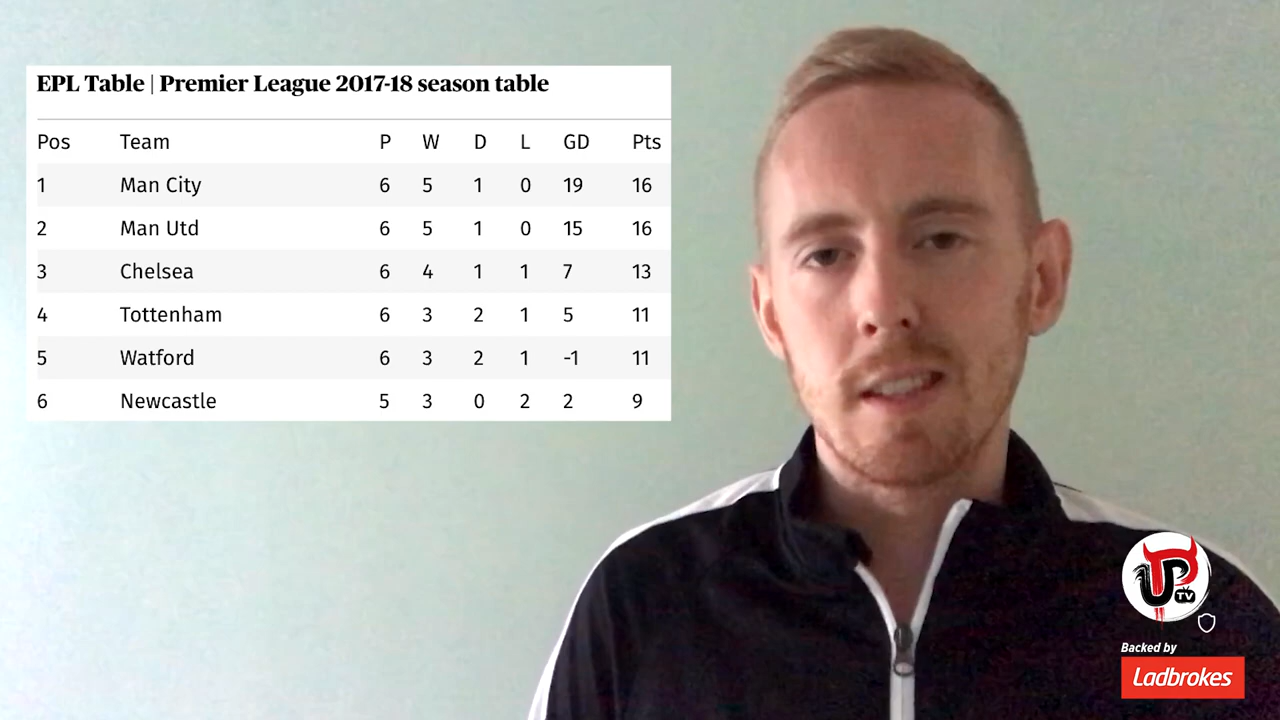 EPL Table | Premier League 2017-18 season table
Pos Team P W D L GD Pts
1 Man City 6 5 1 0 19 16
2 Man Utd 6 5 1 0 15 16
3 Chelsea 6 4 1 1 7 13
4 Tottenham 6 3 2 1 5 11
5 Watford 6 3 2 1 -1 11
6 Newcastle 5 3 0 2 2 9
UP
TV
Backed by
Ladbrokes